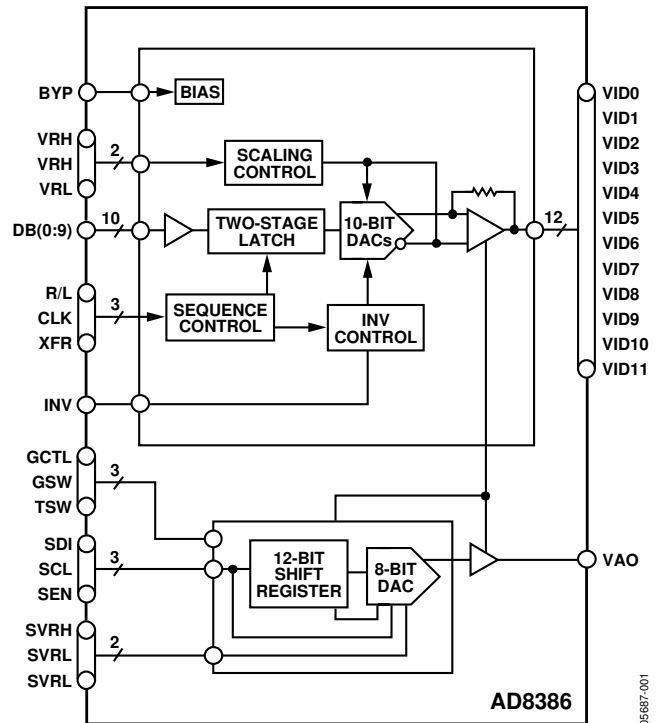 BYP
BIAS
VRH
VRH
VRL
2
SCALING
CONTROL
DB(0:9)
10
TWO-STAGE
LATCH
10-BIT
DACs
12
R/L
CLK
XFR
3
SEQUENCE
CONTROL
INV
CONTROL
INV
VID0
VID1
VID2
VID3
VID4
VID5
VID6
VID7
VID8
VID9
VID10
VID11
GCTL
GSW
TSW
3
SDI
SCL
SEN
3
12-BIT
SHIFT
REGISTER
8-BIT
DAC
VAO
SVRH
SVRL
SVRL
2
AD8386
05687-001